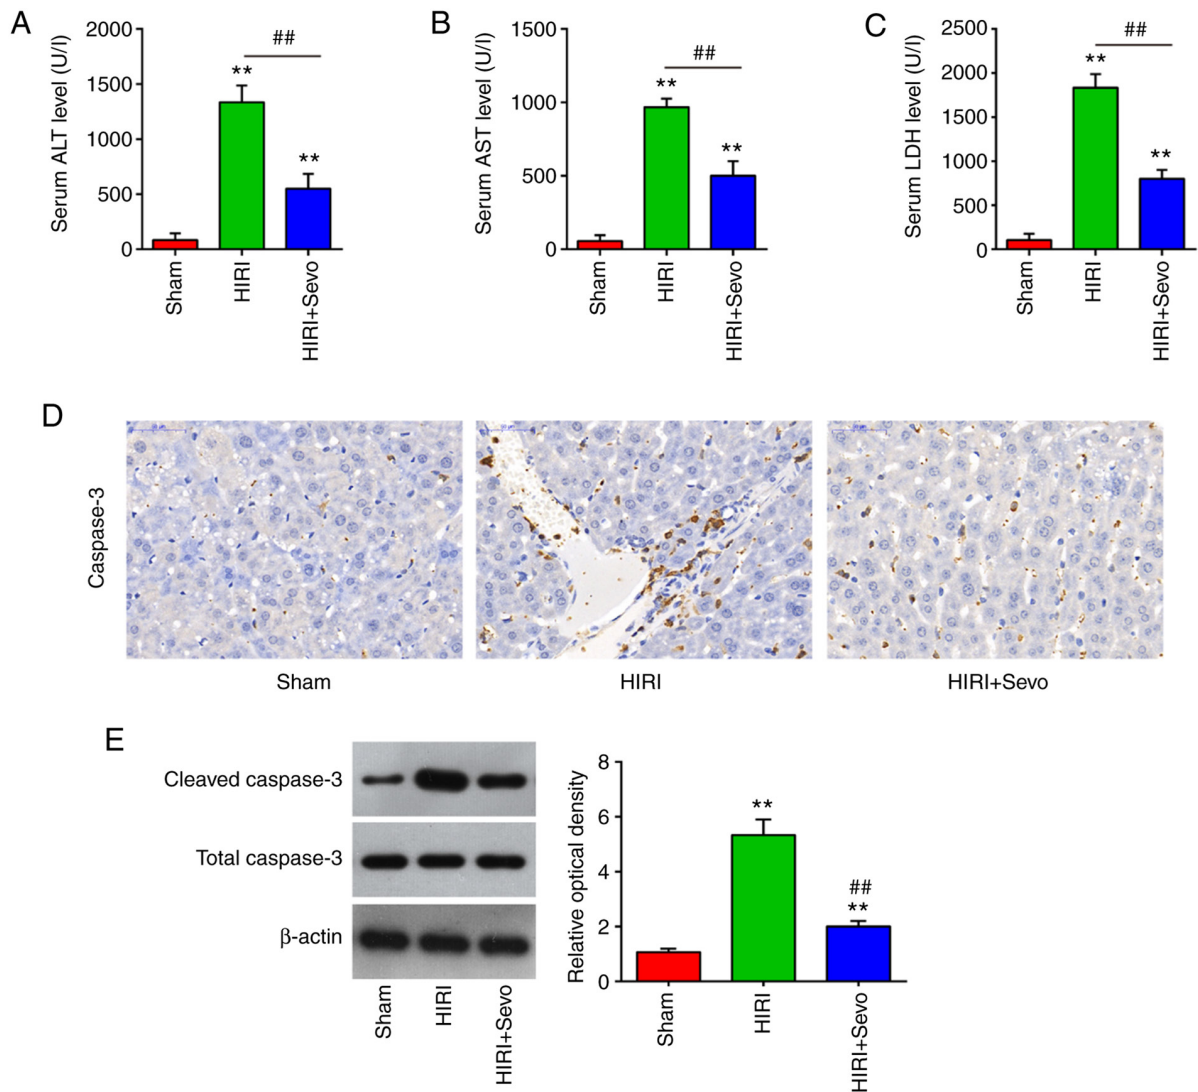 A
Serum ALT level (U/l)
2000
1500
1000
500
0
**
##
**
Sham
HIRI
HIRI+Sevo
B
Serum AST level (U/l)
1500
1000
500
0
**
##
**
Sham
HIRI
HIRI+Sevo
C
Serum LDH level (U/l)
2500
2000
1500
1000
500
0
**
##
**
Sham
HIRI
HIRI+Sevo
D
Caspase-3
Sham
HIRI
HIRI+Sevo
E
Cleaved caspase-3
Total caspase-3
β-actin
Sham
HIRI
HIRI+Sevo
Relative optical density
8
6
4
2
0
**
##
**
Sham
HIRI
HIRI+Sevo